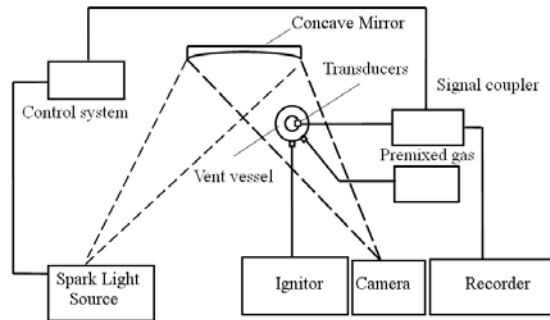 Concave Mirror
Transducers
Signal coupler
Control system
Premixed gas
Vent vessel
Spark Light
Source
Ignitor
Camera
Recorder